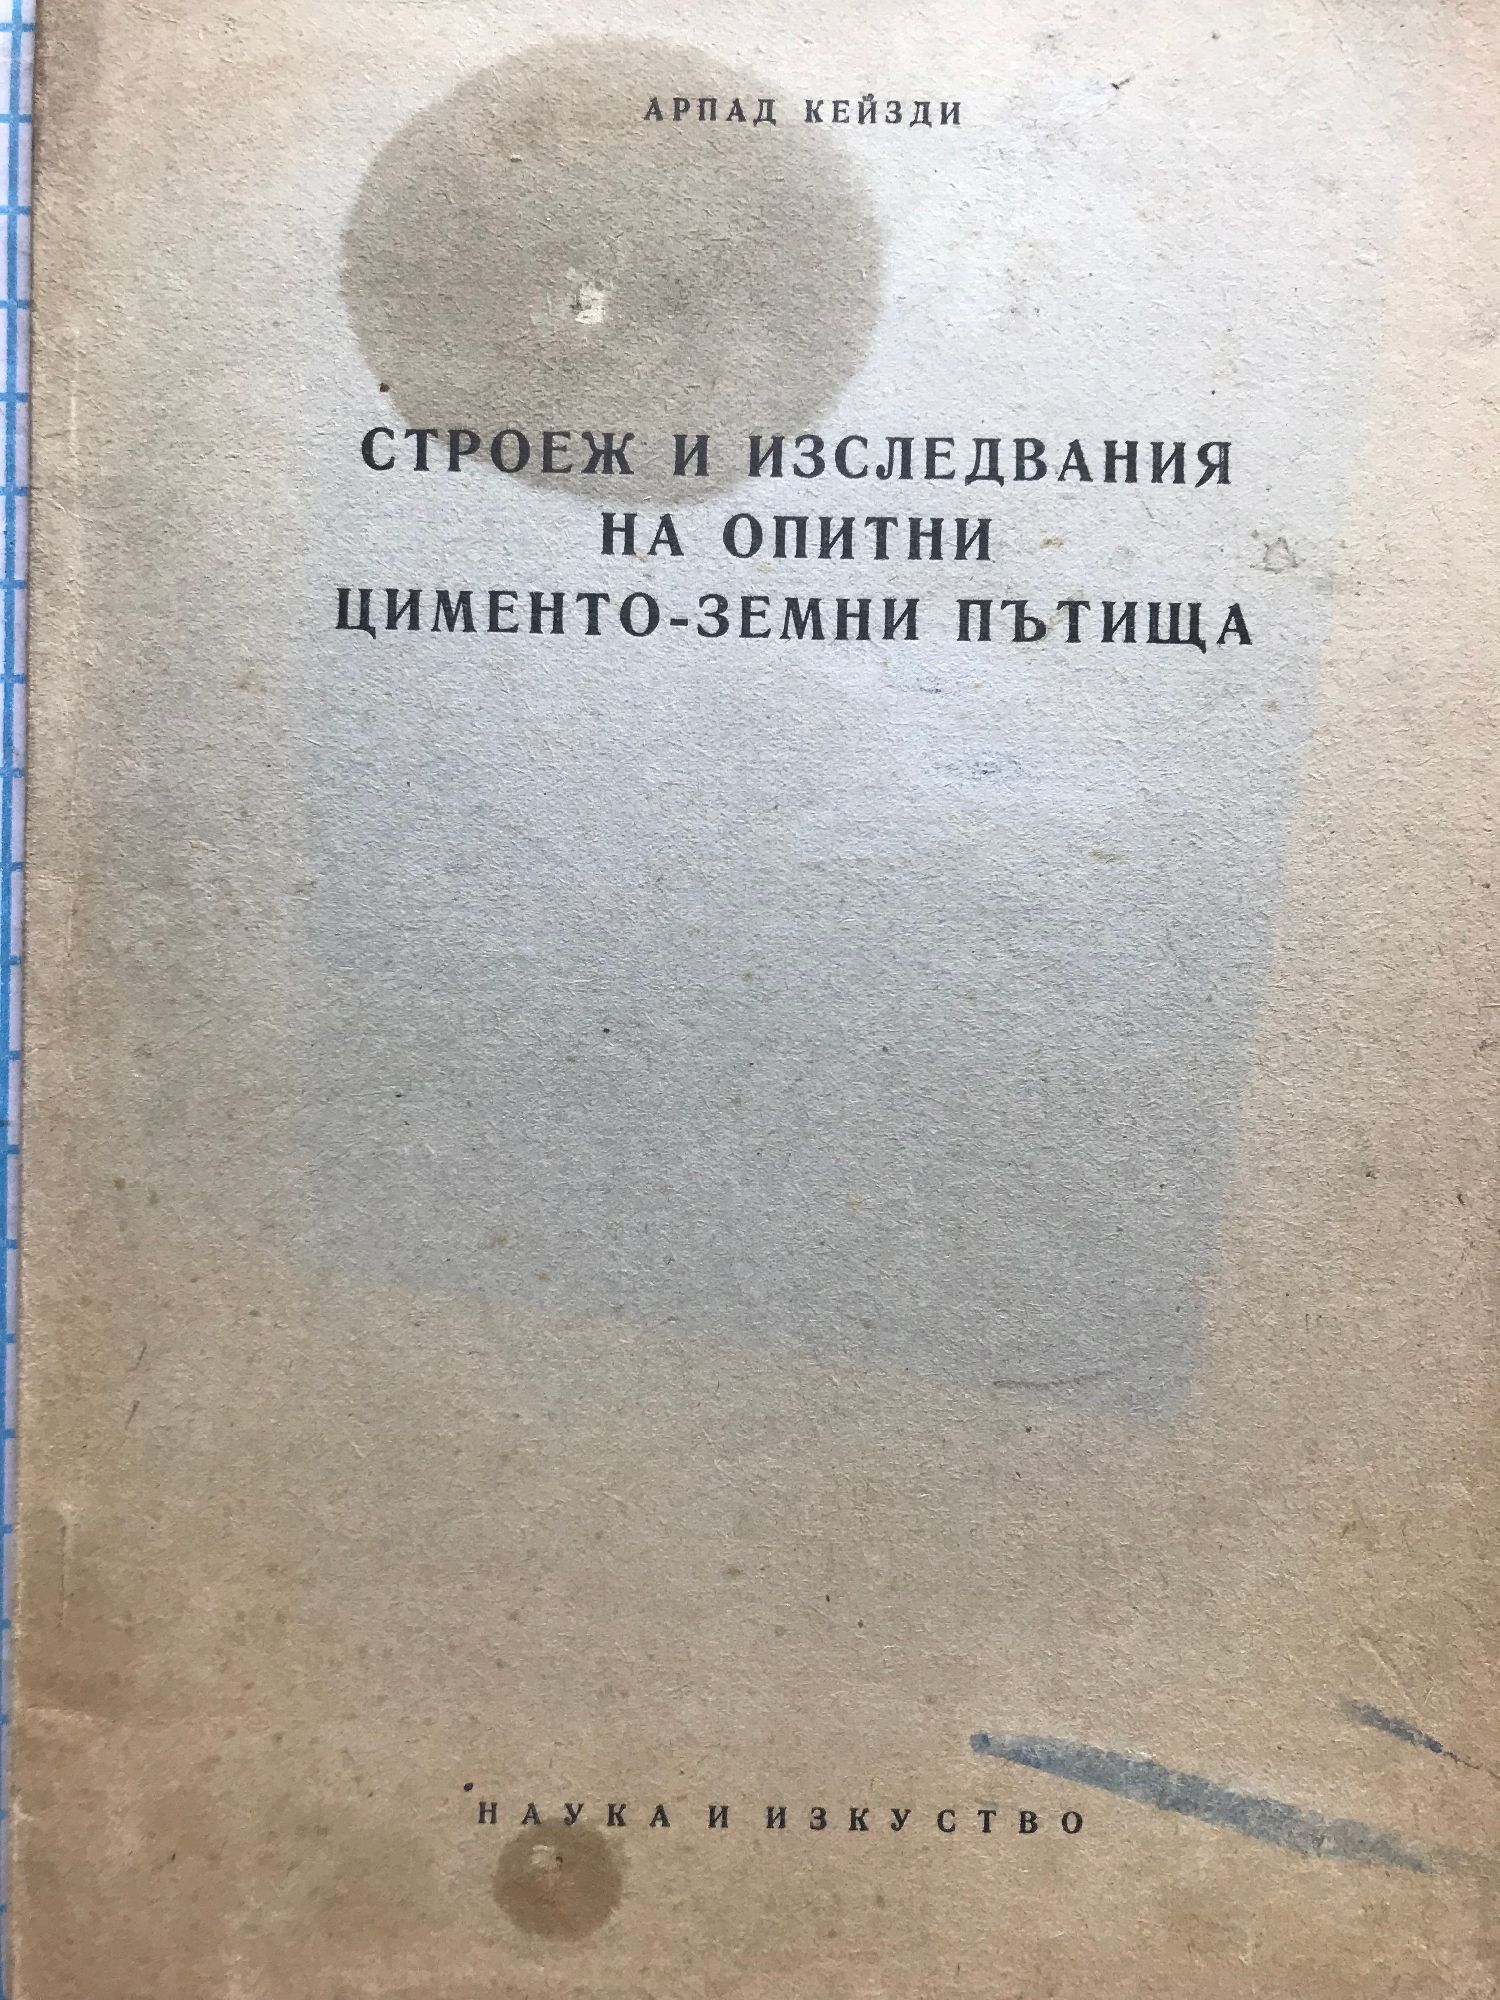 АРПАД КЕЙЗДИ
СТРОЕЖ И ИЗСЛЕДВАНИЯ
НА ОПИТНИ
ЦИМЕНТО-ЗЕМНИ ПЪТИЩА
НАУКА И ИЗКУСТВО